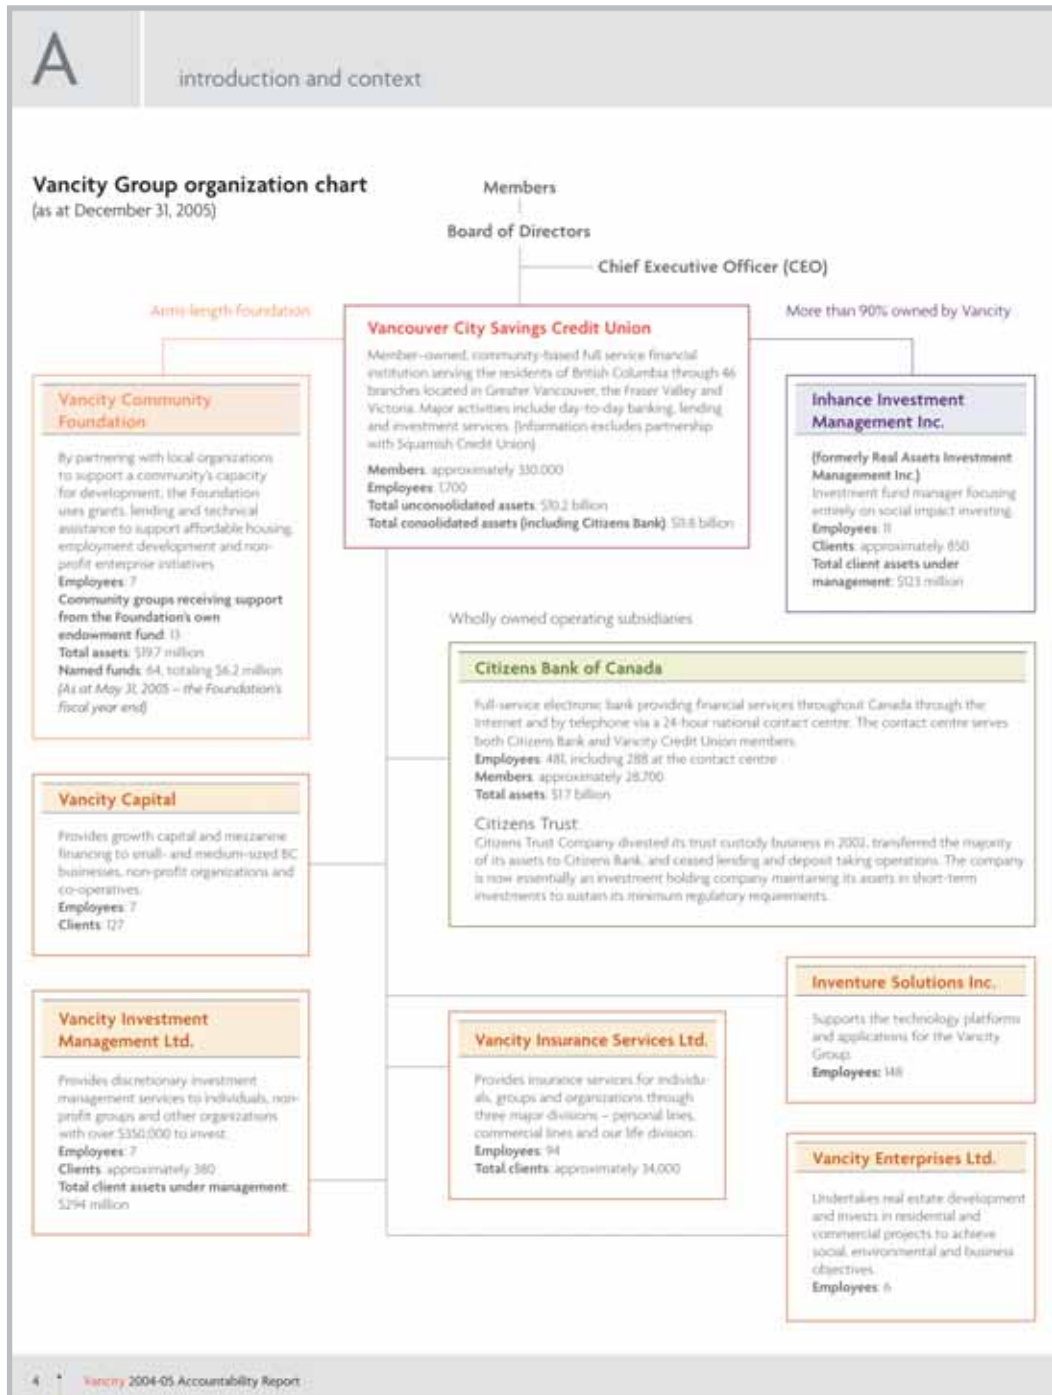 A
introduction and context
Vancity Group organization chart
(as at December 31, 2005)
Members
Board of Directors
Chief Executive Officer (CEO)
Arms-length foundation
More than 90% owned by Vancity
Vancouver City Savings Credit Union
Member-owned, community-based full service financial
institution serving the residents of British Columbia through 46
branches located in Greater Vancouver, the Fraser Valley and
Victoria. Major activities include day-to-day banking, lending
and investment services. (Information excludes partnership
with Squamish Credit Union)
Members: approximately 330,000
Employees: 1,700
Total unconsolidated assets: $10.2 billion
Total consolidated assets (including Citizens Bank): $11.8 billion
Vancity Community
Foundation
By partnering with local organizations
to support a community's capacity
for development, the Foundation
uses grants, lending and technical
assistance to support affordable housing,
employment development and non-
profit enterprise initiatives
Employees: 7
Community groups receiving support
from the Foundation's own
endowment fund: 13
Total assets: $19.7 million
Named funds: 64, totaling $6.2 million
(As at May 31, 2005 – the Foundation's
fiscal year end)
Inhance Investment
Management Inc.
(formerly Real Assets Investment
Management Inc.)
Investment fund manager focusing
entirely on social impact investing.
Employees: 11
Clients: approximately 850
Total client assets under
management: $123 million
Wholly owned operating subsidiaries
Citizens Bank of Canada
Full-service electronic bank providing financial services throughout Canada through the
Internet and by telephone via a 24-hour national contact centre. The contact centre serves
both Citizens Bank and Vancity Credit Union members
Employees: 481, including 288 at the contact centre
Members: approximately 28,700
Total assets: $1.7 billion
Citizens Trust
Citizens Trust Company divested its trust custody business in 2002, transferred the majority
of its assets to Citizens Bank, and ceased lending and deposit taking operations. The company
is now essentially an investment holding company maintaining its assets in short-term
investments to sustain its minimum regulatory requirements.
Vancity Capital
Provides growth capital and mezzanine
financing to small- and medium-sized BC
businesses, non-profit organizations and
co-operatives.
Employees: 7
Clients: 127
Vancity Investment
Management Ltd.
Provides discretionary investment
management services to individuals, non-
profit groups and other organizations
with over $350,000 to invest.
Employees: 7
Clients: approximately 380
Total client assets under management:
$294 million
Vancity Insurance Services Ltd.
Provides insurance services for individu-
als, groups and organizations through
three major divisions – personal lines,
commercial lines and our life division.
Employees: 94
Total clients: approximately 34,000
Inventure Solutions Inc.
Supports the technology platforms
and applications for the Vancity
Group.
Employees: 148
Vancity Enterprises Ltd.
Undertakes real estate development
and invests in residential and
commercial projects to achieve
social, environmental and business
objectives.
Employees: 6
4 Vancity 2004-05 Accountability Report